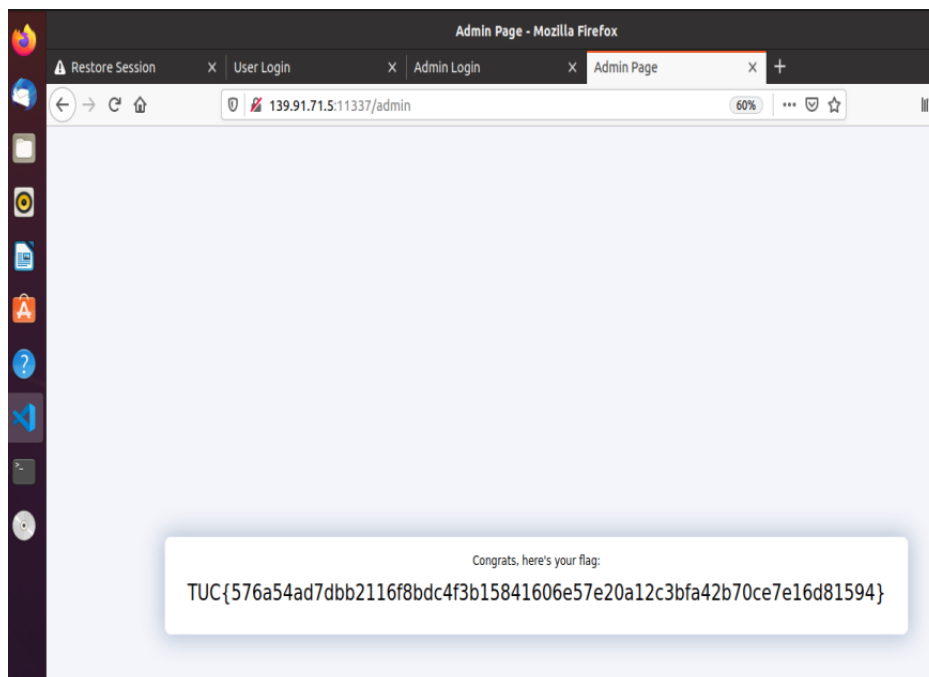 Admin Page - Mozilla Firefox
Restore Session
User Login
Admin Login
Admin Page
139.91.71.5:11337/admin
60%
Congrats, here's your flag:
TUC{576a54ad7dbb2116f8bdc4f3b15841606e57e20a12c3bfa42b70ce7e16d81594}